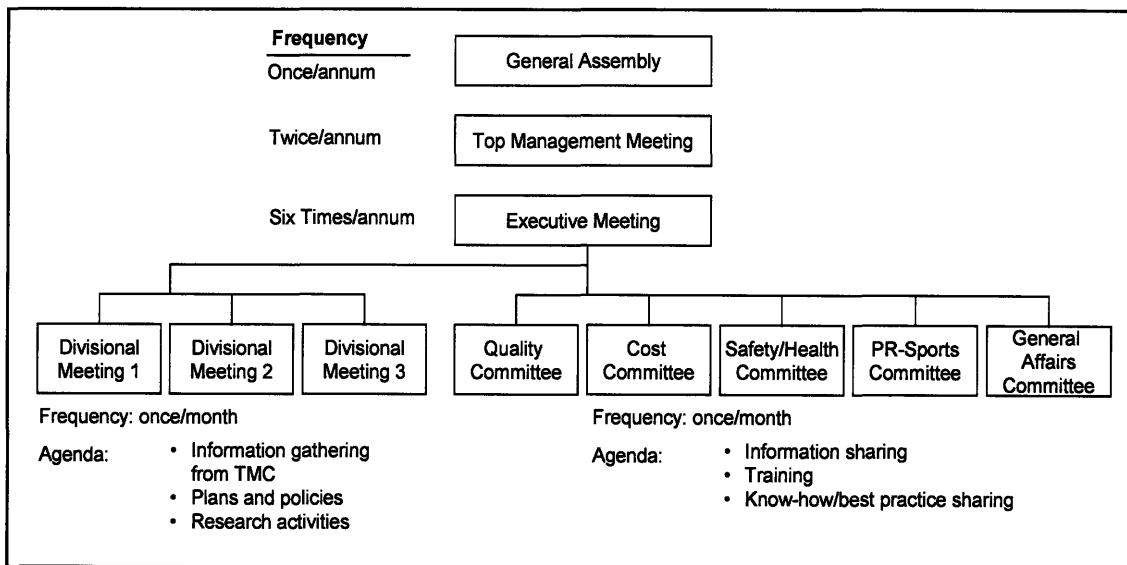 Frequency
Once/annum
General Assembly
Twice/annum
Top Management Meeting
Six Times/annum
Executive Meeting
Divisional
Meeting 1
Divisional
Meeting 2
Divisional
Meeting 3
Quality
Committee
Cost
Committee
Safety/Health
Committee
PR-Sports
Committee
General
Affairs
Committee
Frequency: once/month
Agenda:
• Information gathering
from TMC
• Plans and policies
• Research activities
Frequency: once/month
Agenda:
• Information sharing
• Training
• Know-how/best practice sharing